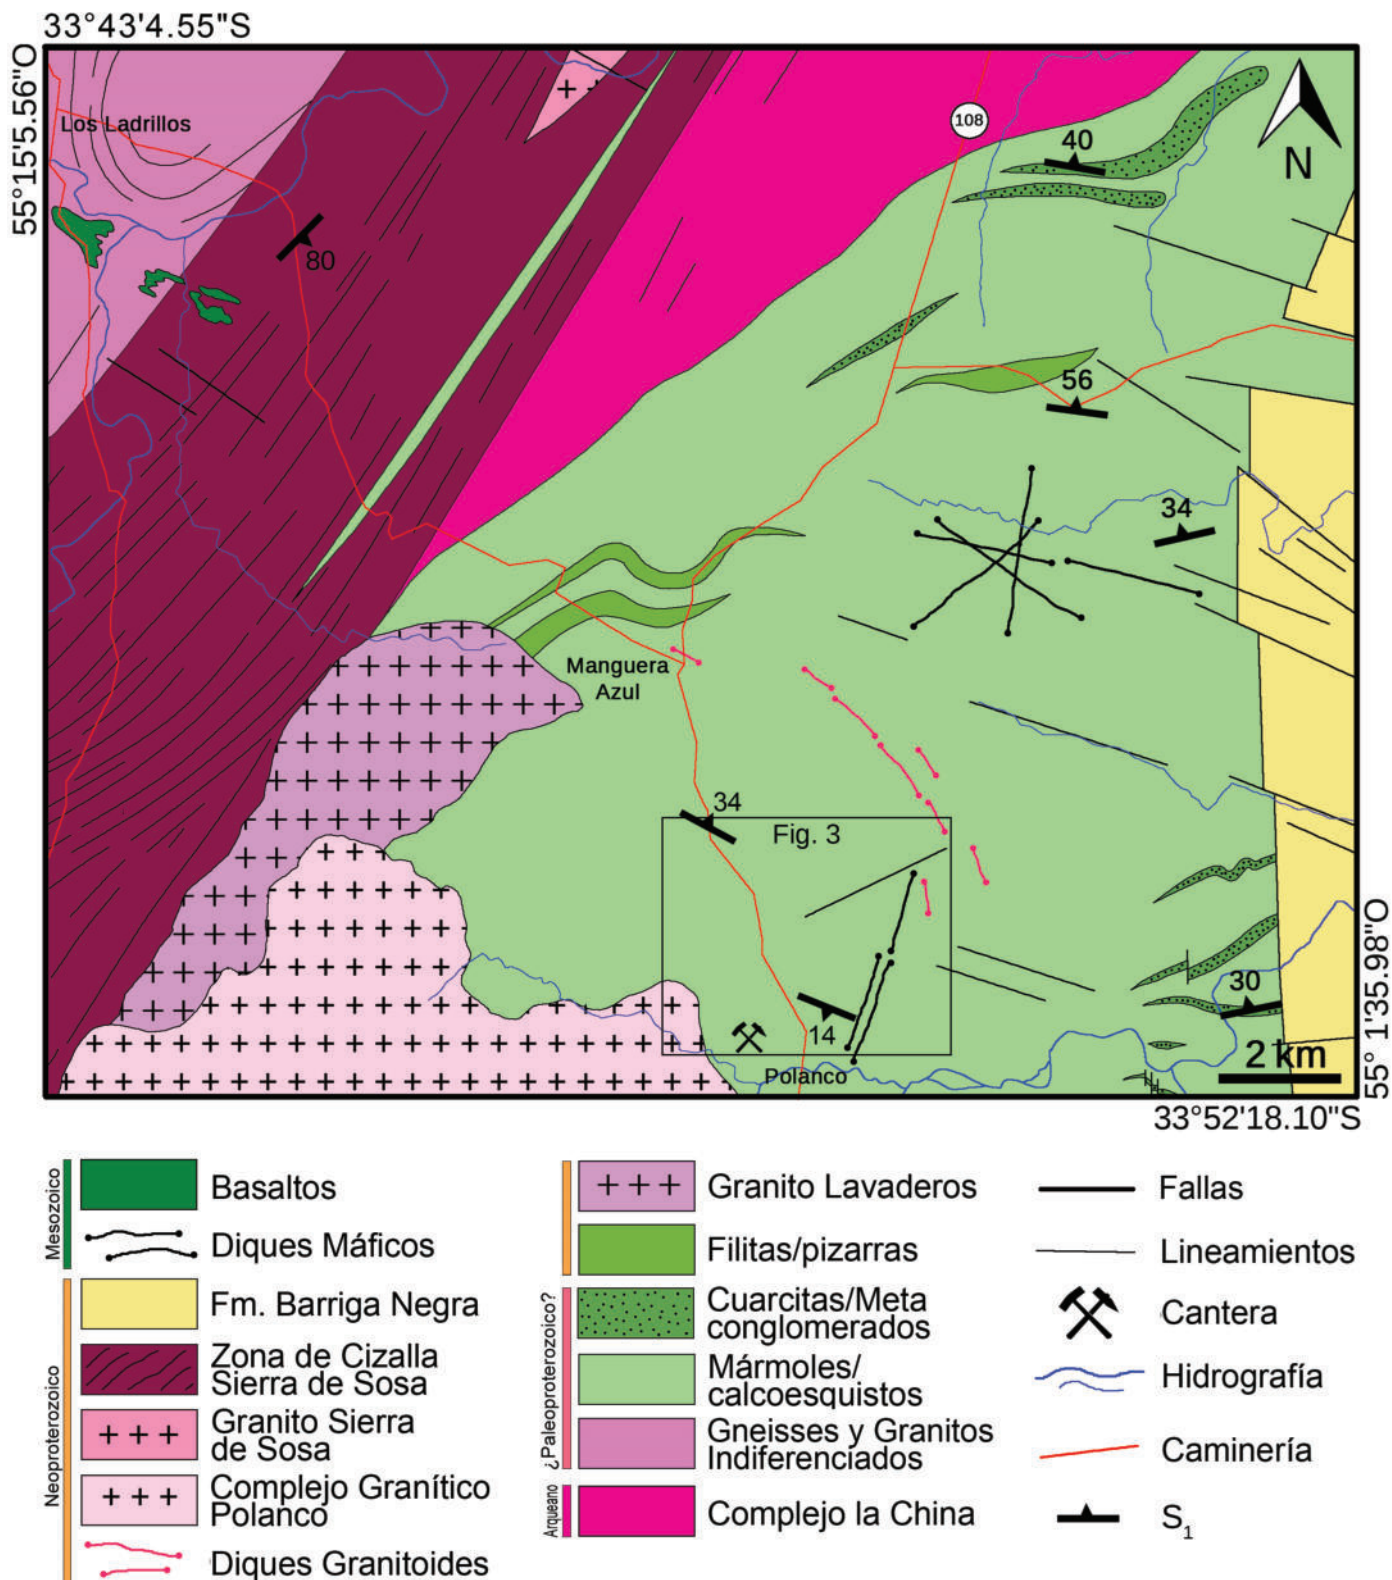 33°43'4.55"S
55°15'5.56"O
Los Ladrillos
108
N
40
80
56
34
Manguera
Azul
34
Fig. 3
14
30
Polanco
2 km
55° 1'35.98"O
33°52'18.10"S
Mesozoico
Basaltos
Diques Máficos
Neoproterozoico
Fm. Barriga Negra
Zona de Cizalla
Sierra de Sosa
Granito Sierra
de Sosa
Complejo Granítico
Polanco
Diques Granitoides
Granito Lavaderos
Filitas/pizarras
¿Paleoproterozoico?
Cuarcitas/Meta
conglomerados
Mármoles/
calcoesquistos
Gneisses y Granitos
Indiferenciados
Arqueano
Complejo la China
Fallas
Lineamientos
Cantera
Hidrografía
Caminería
S1